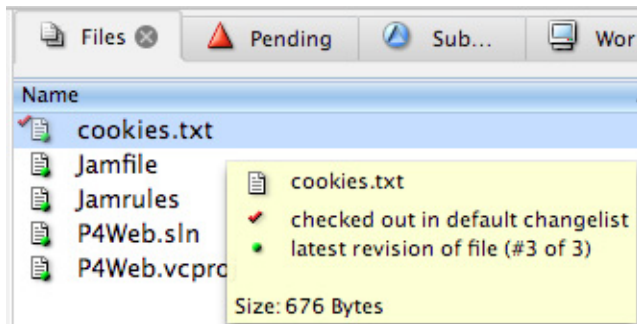 Files Pending Sub... Wor
Name
cookies.txt
Jamfile
Jamrules
P4Web.sln
P4Web.vcpro
cookies.txt
checked out in default changelist
latest revision of file (#3 of 3)
Size: 676 Bytes